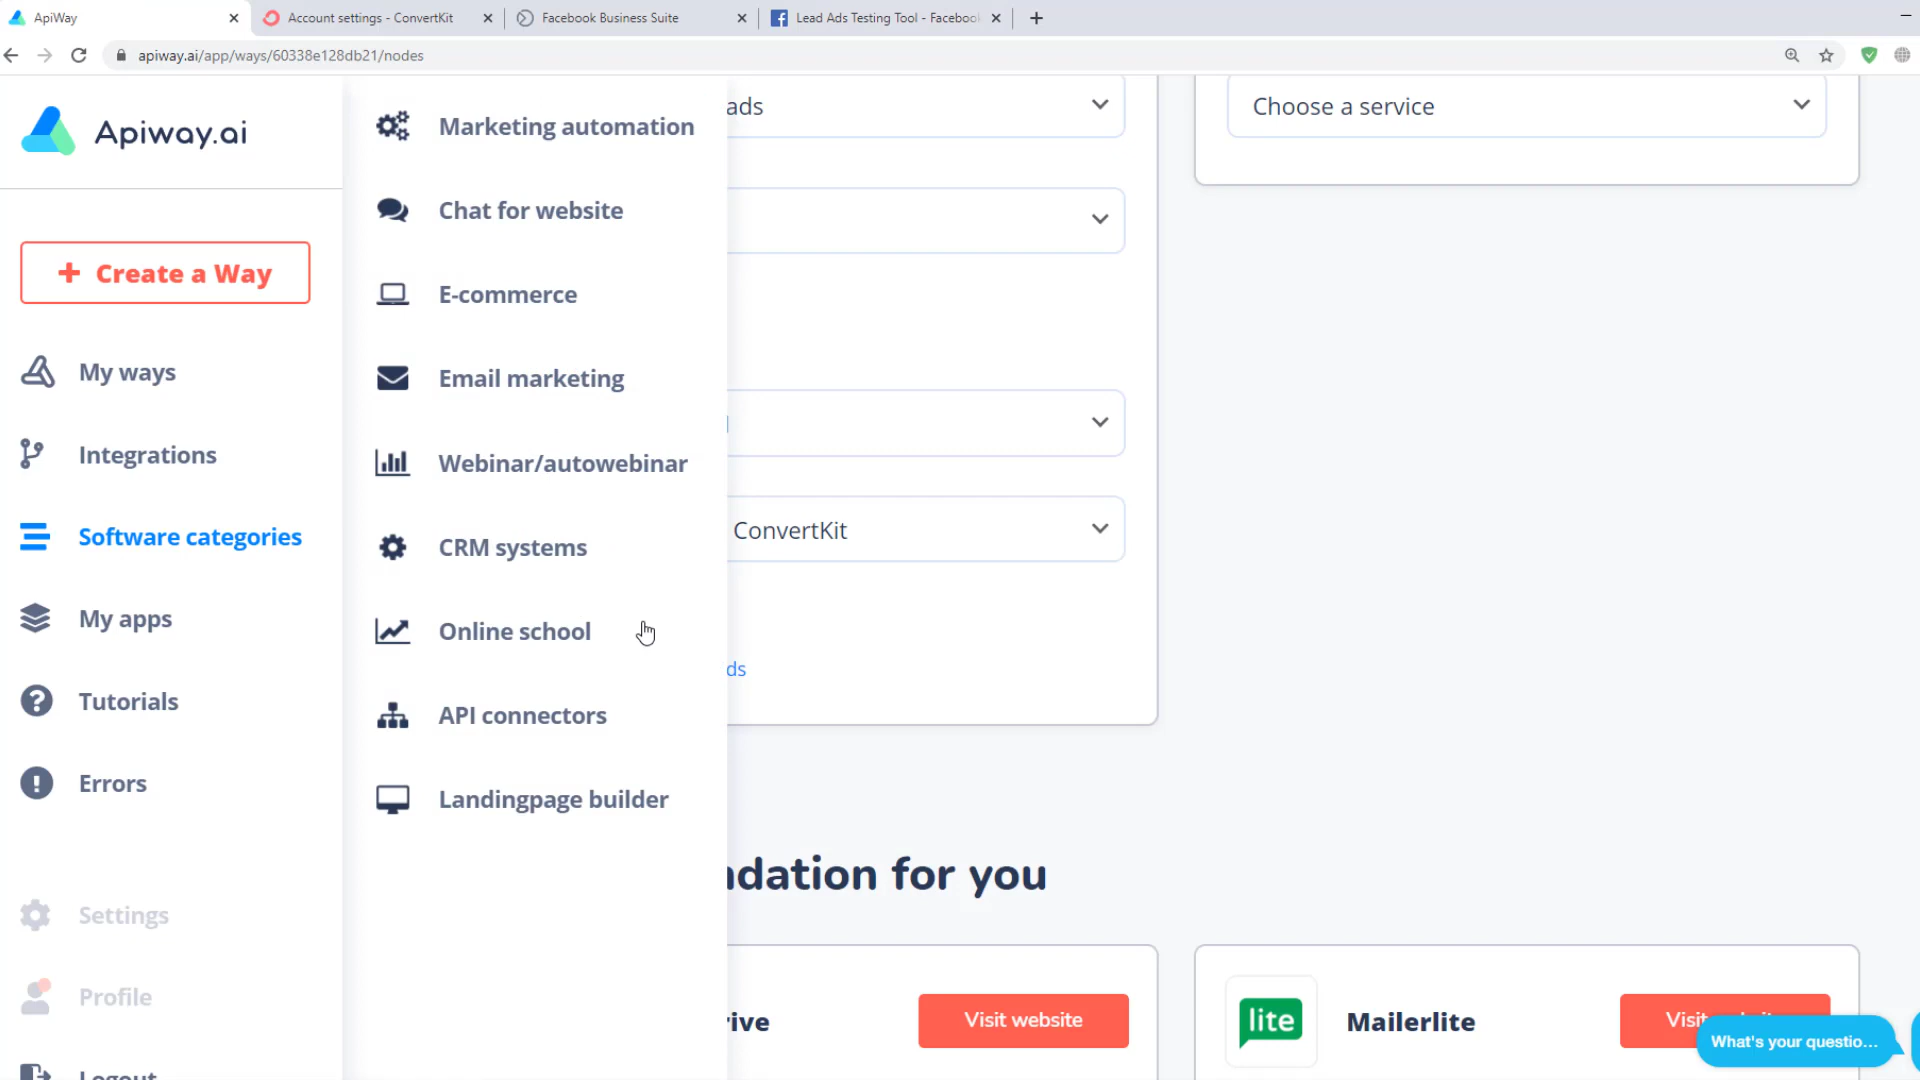 ApiWay
Account settings - ConvertKit
Facebook Business Suite
Lead Ads Testing Tool - Facebook
apiway.ai/app/ways/60338e128db21/nodes
Apiway.ai
+ Create a Way
My ways
Integrations
Software categories
My apps
Tutorials
Errors
Settings
Profile
Logout
Marketing automation
Chat for website
E-commerce
Email marketing
Webinar/autowebinar
CRM systems
Online school
API connectors
Landingpage builder
ads
ConvertKit
ds
Choose a service
ndation for you
rive
Visit website
lite
Mailerlite
Visit
What's your questio...